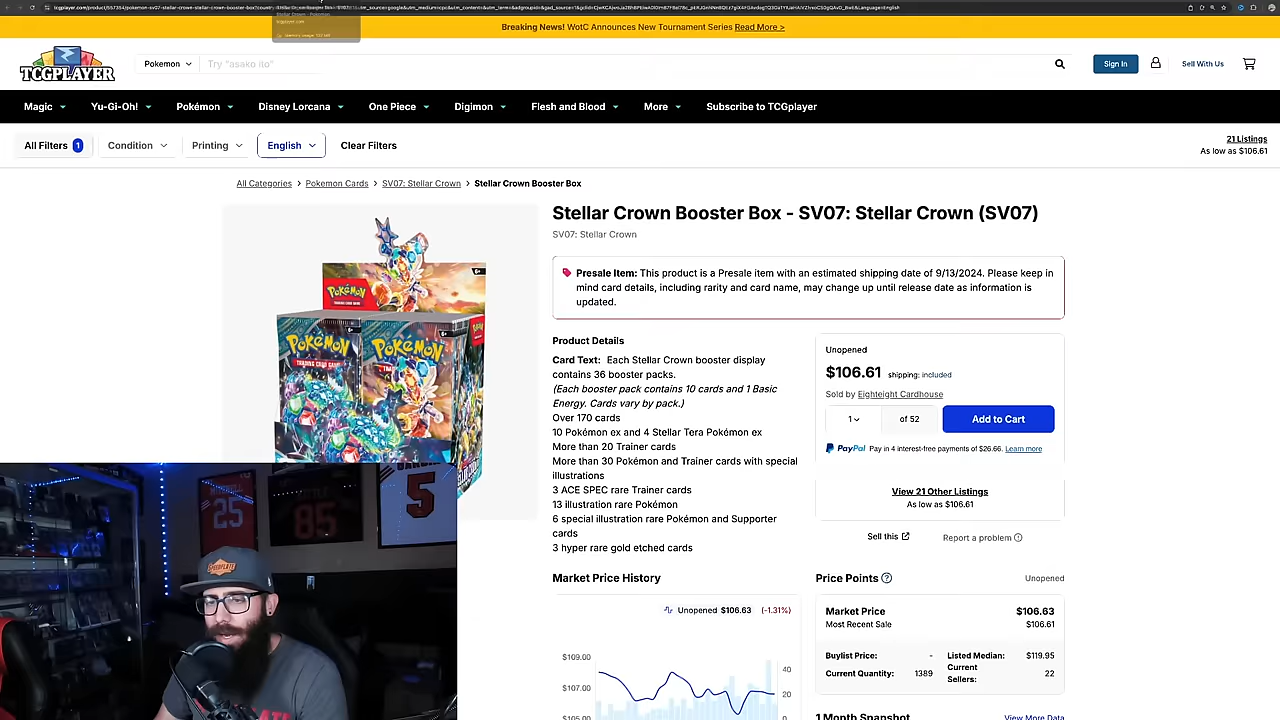 Breaking News! WotC Announces New Tournament Series Read More >
TCGPLAYER
Pokemon
Try "asako ito"
Sign In
Sell With Us
Magic
Yu-Gi-Oh!
Pokémon
Disney Lorcana
One Piece
Digimon
Flesh and Blood
More
Subscribe to TCGplayer
All Filters 1
Condition
Printing
English
Clear Filters
21 Listings
As low as $106.61
All Categories > Pokemon Cards > SV07: Stellar Crown > Stellar Crown Booster Box
Stellar Crown Booster Box - SV07: Stellar Crown (SV07)
SV07: Stellar Crown
Presale Item: This product is a Presale item with an estimated shipping date of 9/13/2024. Please keep in
mind card details, including rarity and card name, may change up until release date as information is
updated.
Pokémon
Pokémon
Pokémon
Product Details
Card Text: Each Stellar Crown booster display
contains 36 booster packs.
(Each booster pack contains 10 cards and 1 Basic
Energy. Cards vary by pack.)
Over 170 cards
10 Pokémon ex and 4 Stellar Tera Pokémon ex
More than 20 Trainer cards
More than 30 Pokémon and Trainer cards with special
illustrations
3 ACE SPEC rare Trainer cards
13 illustration rare Pokémon
6 special illustration rare Pokémon and Supporter
cards
3 hyper rare gold etched cards
Unopened
$106.61 shipping: included
Sold by Eighteight Cardhouse
1 of 52
Add to Cart
PayPal Pay in 4 interest-free payments of $26.66. Learn more
View 21 Other Listings
As low as $106.61
Sell this
Report a problem
Market Price History
Unopened $106.63 (-1.31%)
$109.00
$107.00
$105.00
40
20
0
Price Points
Unopened
Market Price $106.63
Most Recent Sale $106.61
Buylist Price: -
Listed Median: $119.95
Current Quantity: 1389
Current
Sellers: 22
1 Month Snapshot
View More Data
25
85
5